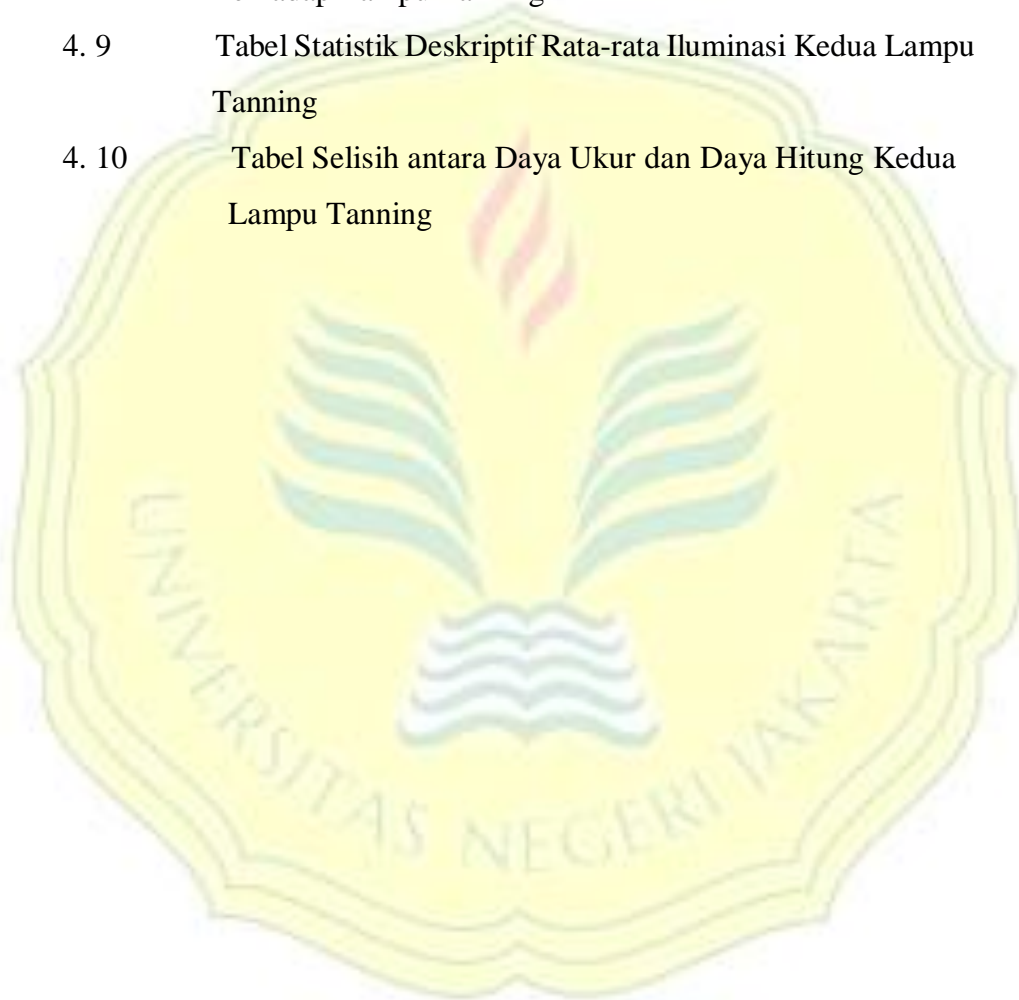 4. 9 Tabel Statistik Deskriptif Rata-rata Iluminasi Kedua Lampu
Tanning
4. 10 Tabel Selisih antara Daya Ukur dan Daya Hitung Kedua
Lampu Tanning
UNIVERSITAS NEGERI JAKARTA